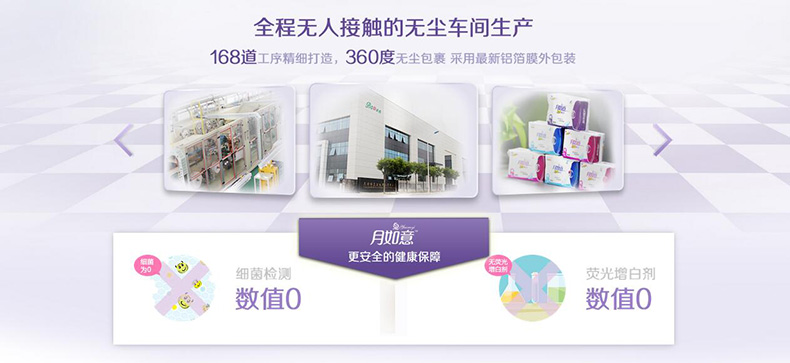 全程无人接触的无尘车间生产
168道工序精细打造，360度无尘包裹 采用最新铝箔膜外包装
月如意
更安全的健康保障
细菌
为0
细菌检测
数值0
无荧光
增白剂
荧光增白剂
数值0